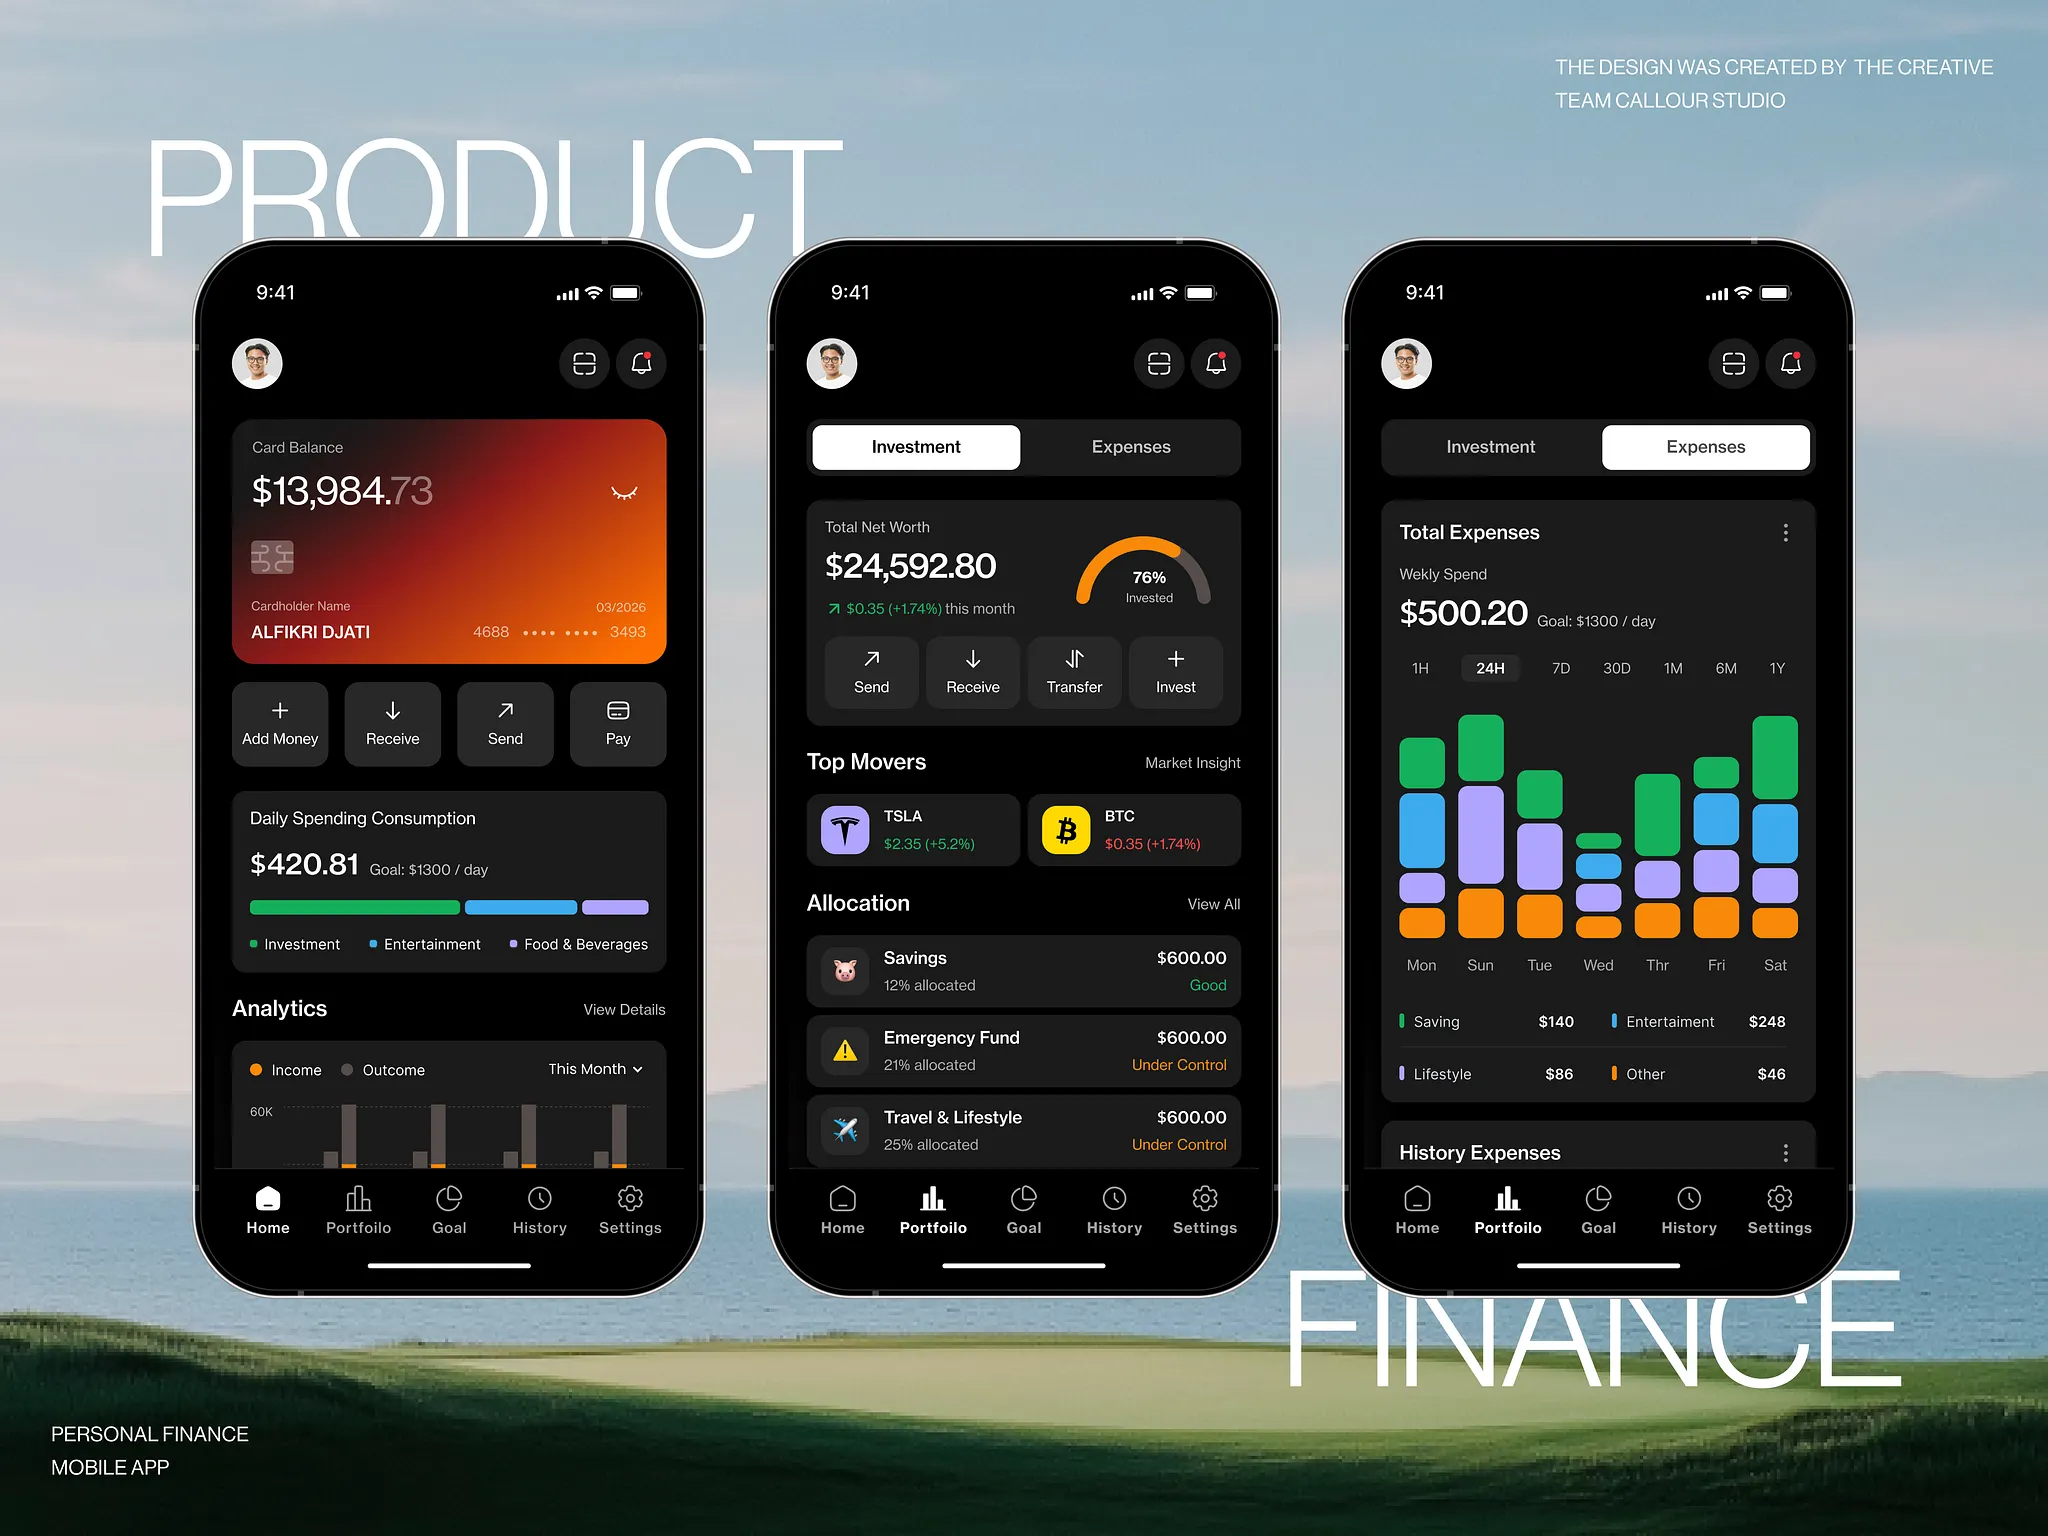 THE DESIGN WAS CREATED BY THE CREATIVE
TEAM CALLOUR STUDIO
PRODUCT
9:41
Card Balance
$13,984.73
Cardholder Name
03/2026
ALFIKRI DJATI
4688 •••• •••• 3493
Add Money
Receive
Send
Pay
Daily Spending Consumption
$420.81 Goal: $1300 / day
Investment
Entertainment
Food & Beverages
Analytics
View Details
Income
Outcome
This Month
60K
Home
Portfoilo
Goal
History
Settings
9:41
Investment
Expenses
Total Net Worth
$24,592.80
$0.35 (+1.74%) this month
76%
Invested
Send
Receive
Transfer
Invest
Top Movers
Market Insight
TSLA
$2.35 (+5.2%)
BTC
$0.35 (+1.74%)
Allocation
View All
Savings
$600.00
12% allocated
Good
Emergency Fund
$600.00
21% allocated
Under Control
Travel & Lifestyle
$600.00
25% allocated
Under Control
Home
Portfoilo
Goal
History
Settings
9:41
Investment
Expenses
Total Expenses
Wekly Spend
$500.20 Goal: $1300 / day
1H 24H 7D 30D 1M 6M 1Y
Mon Sun Tue Wed Thr Fri Sat
Saving $140
Entertaiment $248
Lifestyle $86
Other $46
History Expenses
Home
Portfoilo
Goal
History
Settings
FINANCE
PERSONAL FINANCE
MOBILE APP